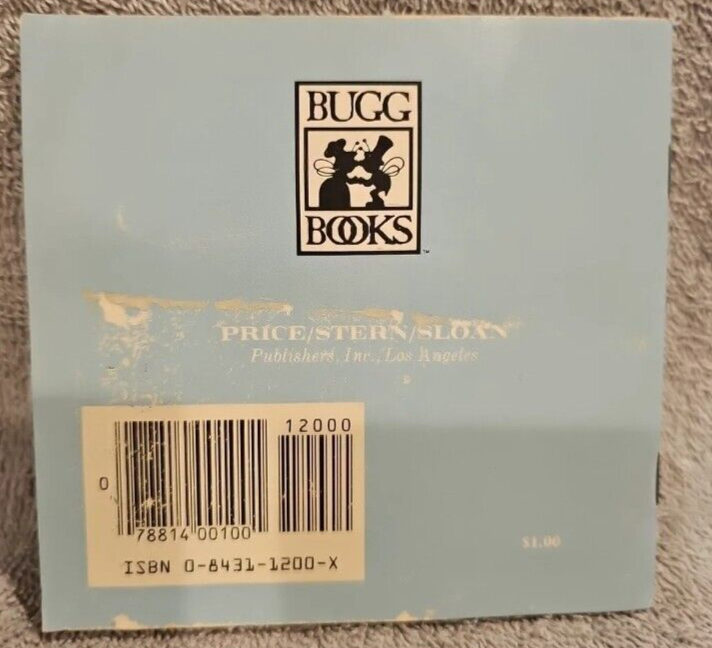 BUGG
BOOKS
™
PRICE/STERN/SLOAN
Publishers, Inc., Los Angeles
12000
0
78814 00100
ISBN 0-8431-1200-X
$1.00